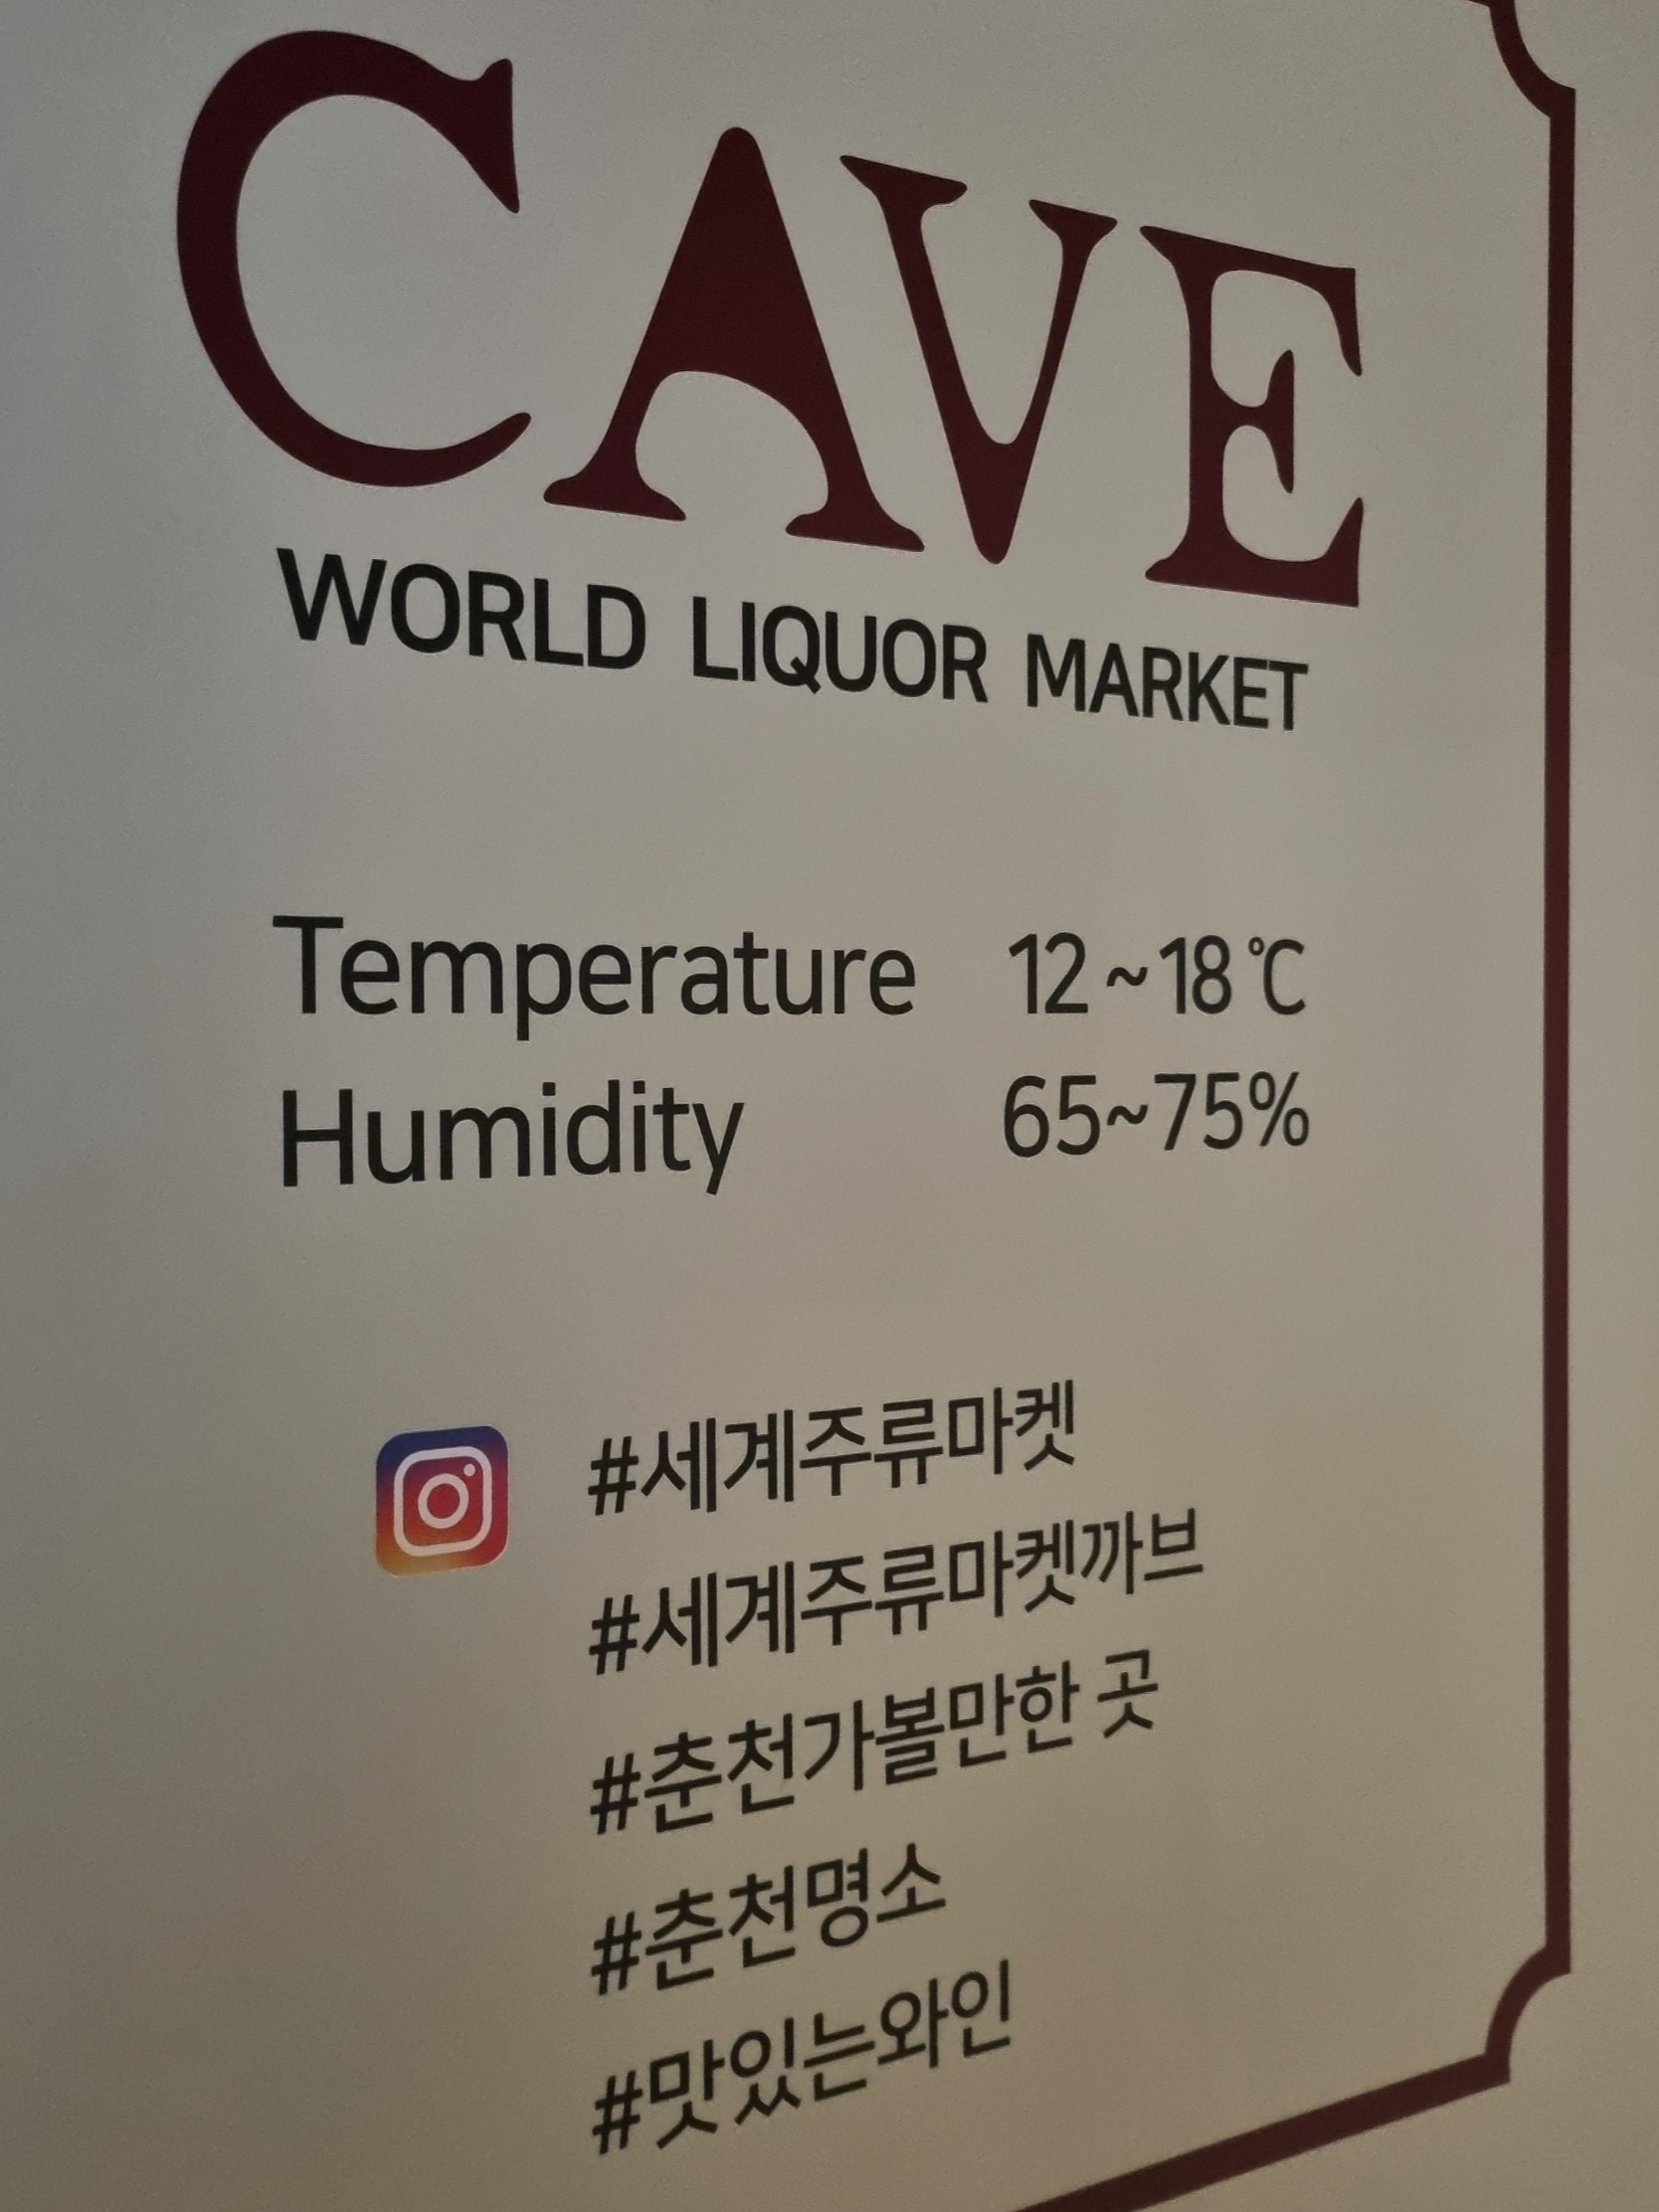 CAVE
WORLD LIQUOR MARKET
Temperature 12~18℃
Humidity 65~75%
#세계주류마켓
#세계주류마켓까브
#춘천가볼만한 곳
#춘천명소
#맛있는와인